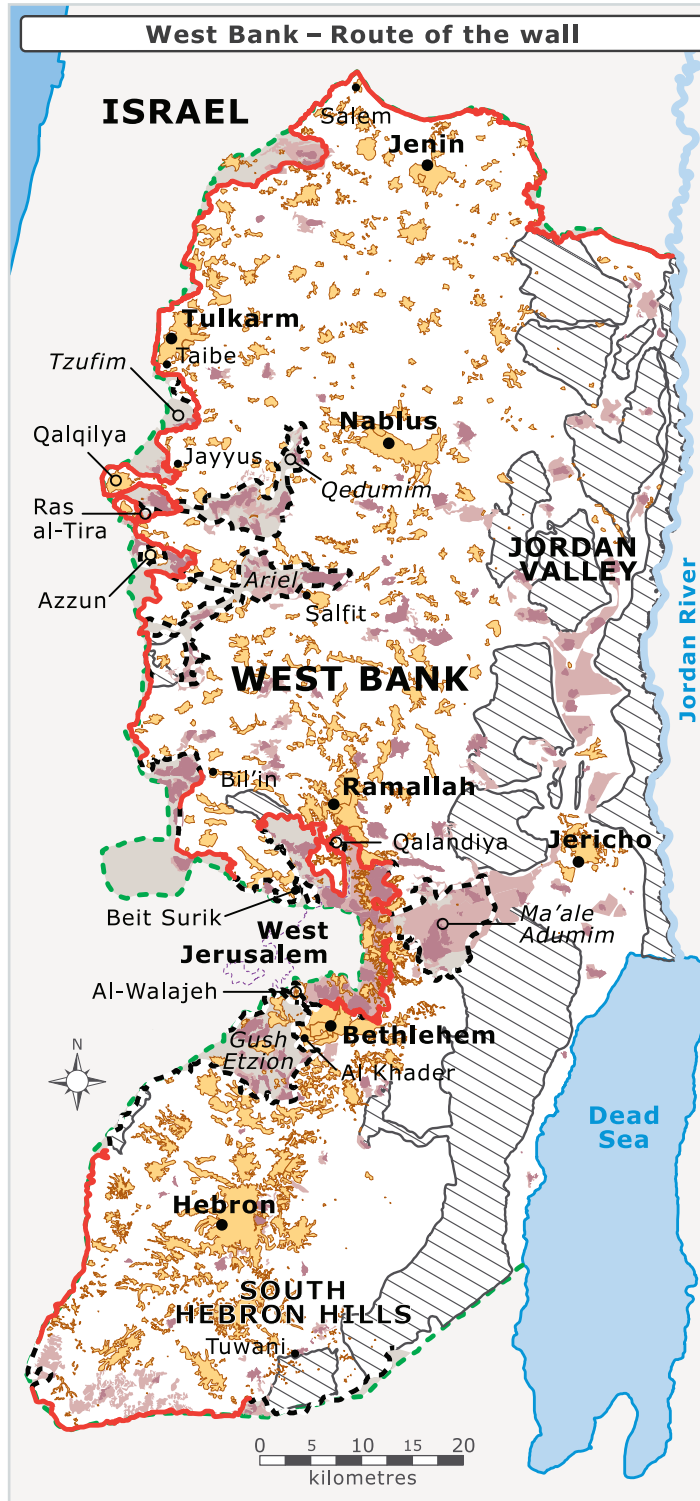 West Bank – Route of the wall
ISRAEL
Salem
Jenin
Tulkarm
Taibe
Tzufim
Nablus
Qalqilya
Jayyus
Qedumim
Ras
al-Tira
JORDAN
VALLEY
Azzun
Ariel
Salfit
Jordan River
WEST BANK
Bil'in
Ramallah
Qalandiya
Jericho
Beit Surik
Ma'ale
Adumim
West
Jerusalem
Al-Walajeh
Bethlehem
Gush
Etzion
Al Khader
N
Dead
Sea
Hebron
SOUTH
HEBRON HILLS
Tuwani
0 5 10 15 20
kilometres